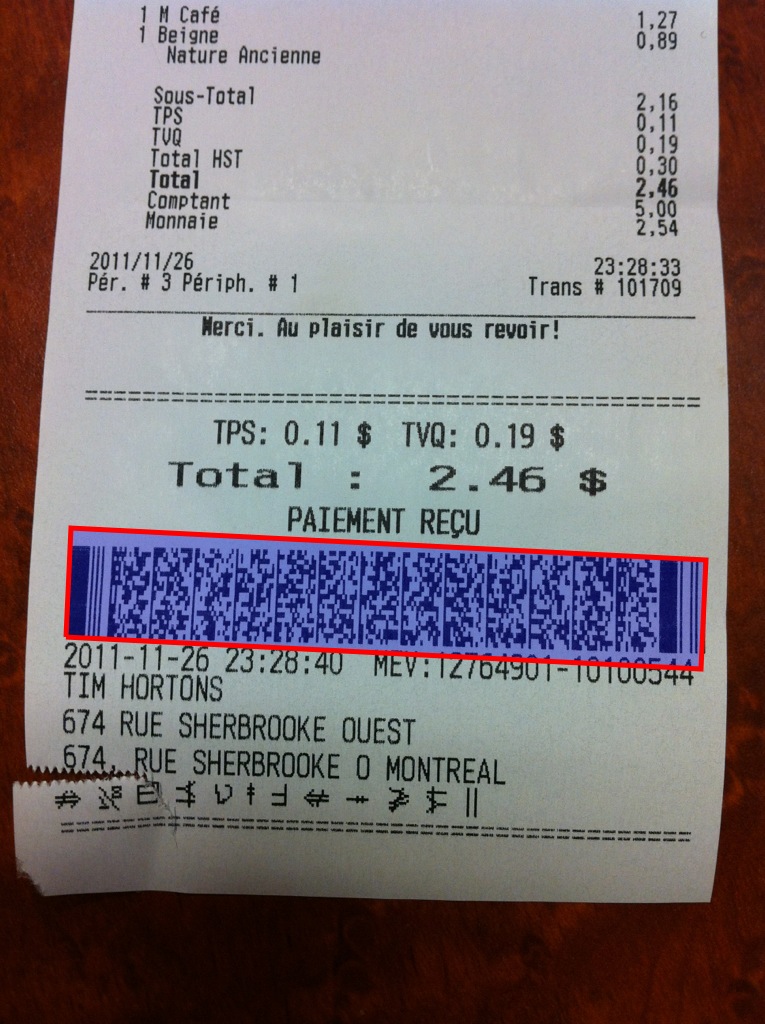 1 M Café 1,27
1 Beigne 0,89
Nature Ancienne
Sous-Total 2,16
TPS 0,11
TVQ 0,19
Total HST 0,30
Total 2,46
Comptant 5,00
Monnaie 2,54
2011/11/26 23:28:33
Pér. # 3 Périph. # 1 Trans # 101709
Merci. Au plaisir de vous revoir!
TPS: 0.11 $ TVQ: 0.19 $
Total : 2.46 $
PAIEMENT REÇU
2011-11-26 23:28:40 MEV:12764901-10100544
TIM HORTONS
674 RUE SHERBROOKE OUEST
674, RUE SHERBROOKE O MONTREAL